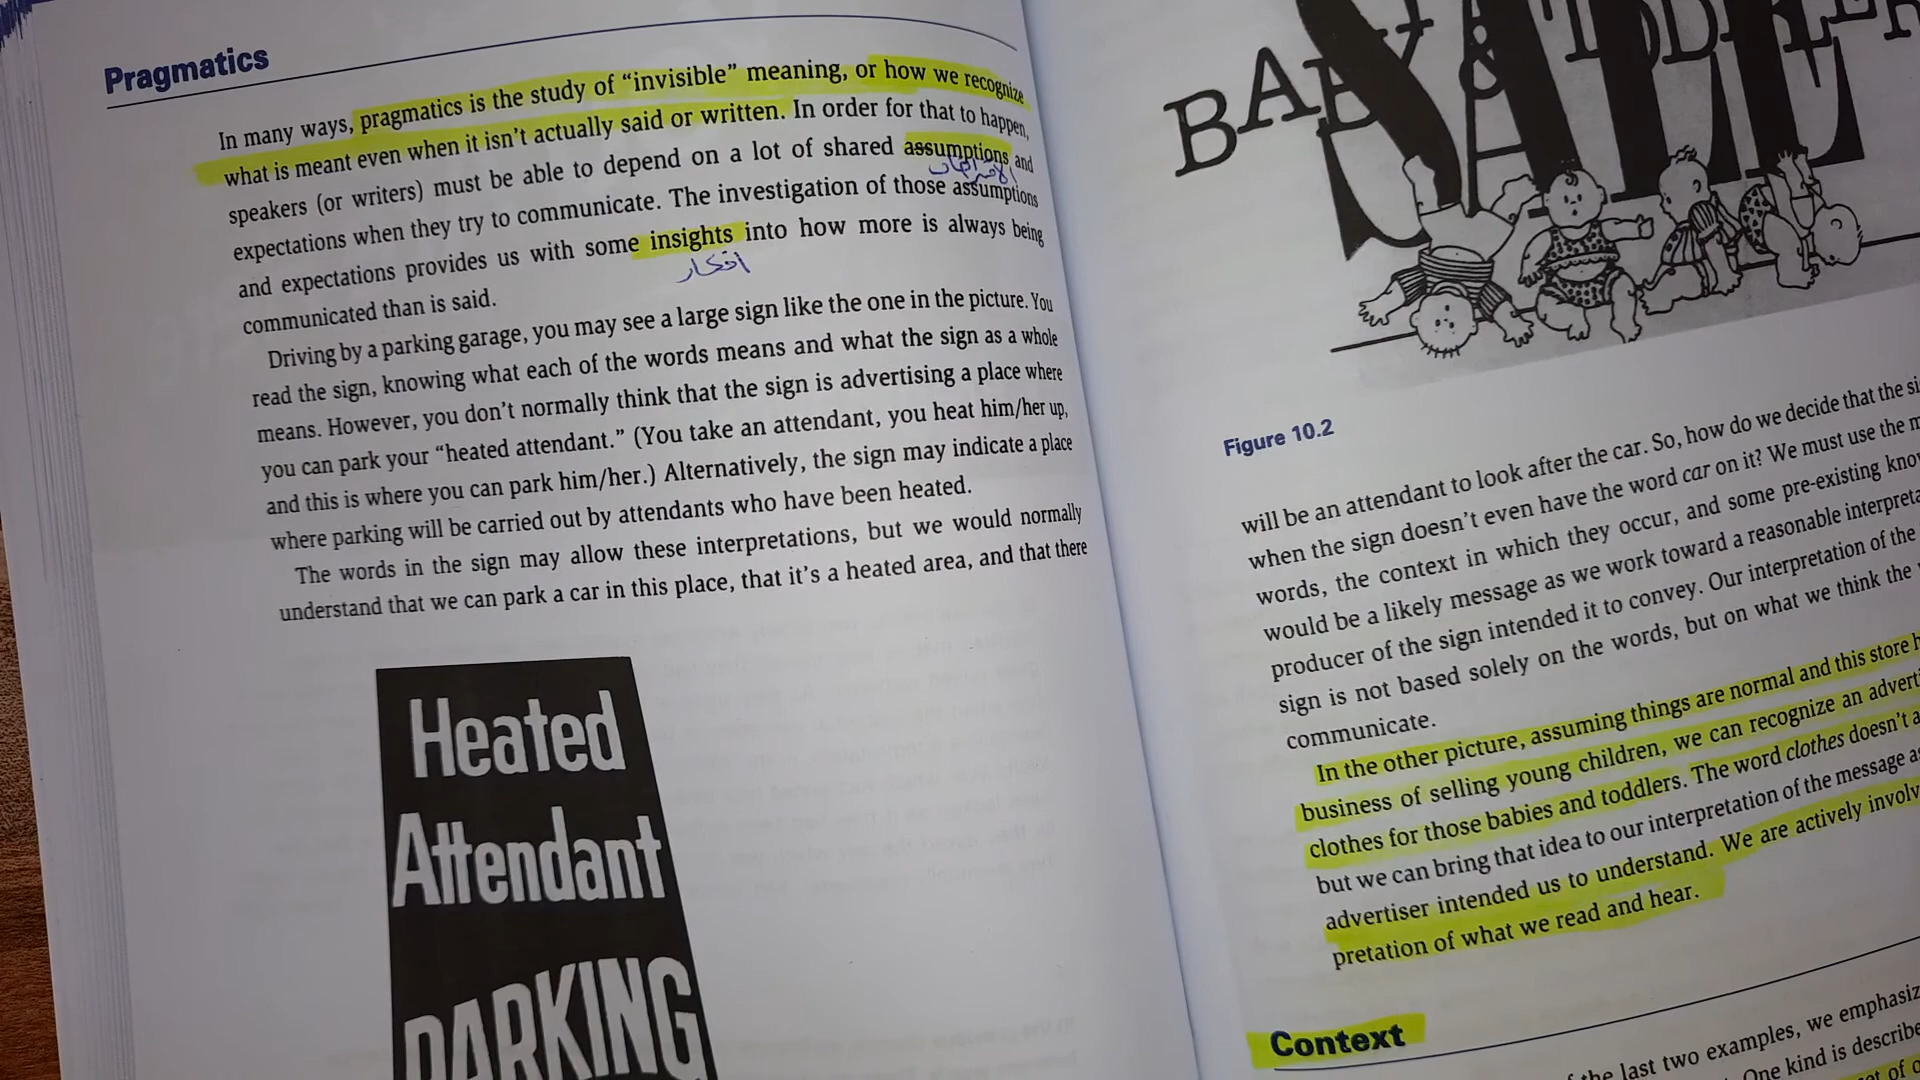 Pragmatics
In many ways, pragmatics is the study of “invisible” meaning, or how we recognize
what is meant even when it isn’t actually said or written. In order for that to happen,
speakers (or writers) must be able to depend on a lot of shared assumptions and
expectations when they try to communicate. The investigation of those assumptions
and expectations provides us with some insights into how more is always being
افكار
communicated than is said.
Driving by a parking garage, you may see a large sign like the one in the picture. You
read the sign, knowing what each of the words means and what the sign as a whole
means. However, you don’t normally think that the sign is advertising a place where
you can park your “heated attendant.” (You take an attendant, you heat him/her up,
and this is where you can park him/her.) Alternatively, the sign may indicate a place
where parking will be carried out by attendants who have been heated.
The words in the sign may allow these interpretations, but we would normally
understand that we can park a car in this place, that it’s a heated area, and that there
Heated
Attendant
PARKING
BABY & TODDLER
SALE
Figure 10.2
will be an attendant to look after the car. So, how do we decide that the
when the sign doesn’t even have the word car on it? We must use the
words, the context in which they occur, and some pre-existing
would be a likely message as we work toward a reasonable
producer of the sign intended it to convey. Our interpretation of the
sign is not based solely on the words, but on what we think the
communicate.
In the other picture, assuming things are normal and this store
business of selling young children, we can recognize an
clothes for those babies and toddlers. The word clothes doesn’t
but we can bring that idea to our interpretation of the message
advertiser intended us to understand. We are actively
pretation of what we read and hear.
Context
the last two examples, we
One kind is